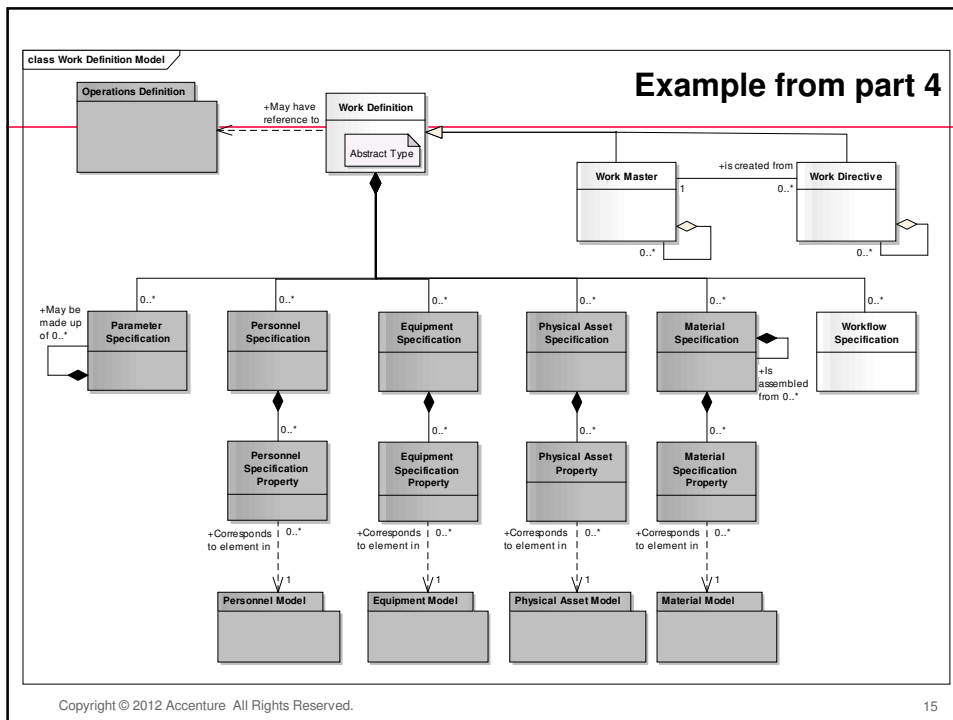 class Work Definition Model
Example from part 4
Operations Definition
+May have
reference to
Work Definition
Abstract Type
Work Master
+is created from
1
0..*
Work Directive
0..*
0..*
+May be
made up
of 0..*
0..*
0..*
0..*
0..*
0..*
0..*
Parameter
Specification
Personnel
Specification
Equipment
Specification
Physical Asset
Specification
Material
Specification
Workflow
Specification
+Is
assembled
from 0..*
0..*
0..*
0..*
0..*
Personnel
Specification
Property
Equipment
Specification
Property
Physical Asset
Property
Material
Specification
Property
+Corresponds
to element in
0..*
+Corresponds
to element in
0..*
+Corresponds
to element in
0..*
+Corresponds
to element in
0..*
1
1
1
1
Personnel Model
Equipment Model
Physical Asset Model
Material Model
Copyright © 2012 Accenture All Rights Reserved.
15